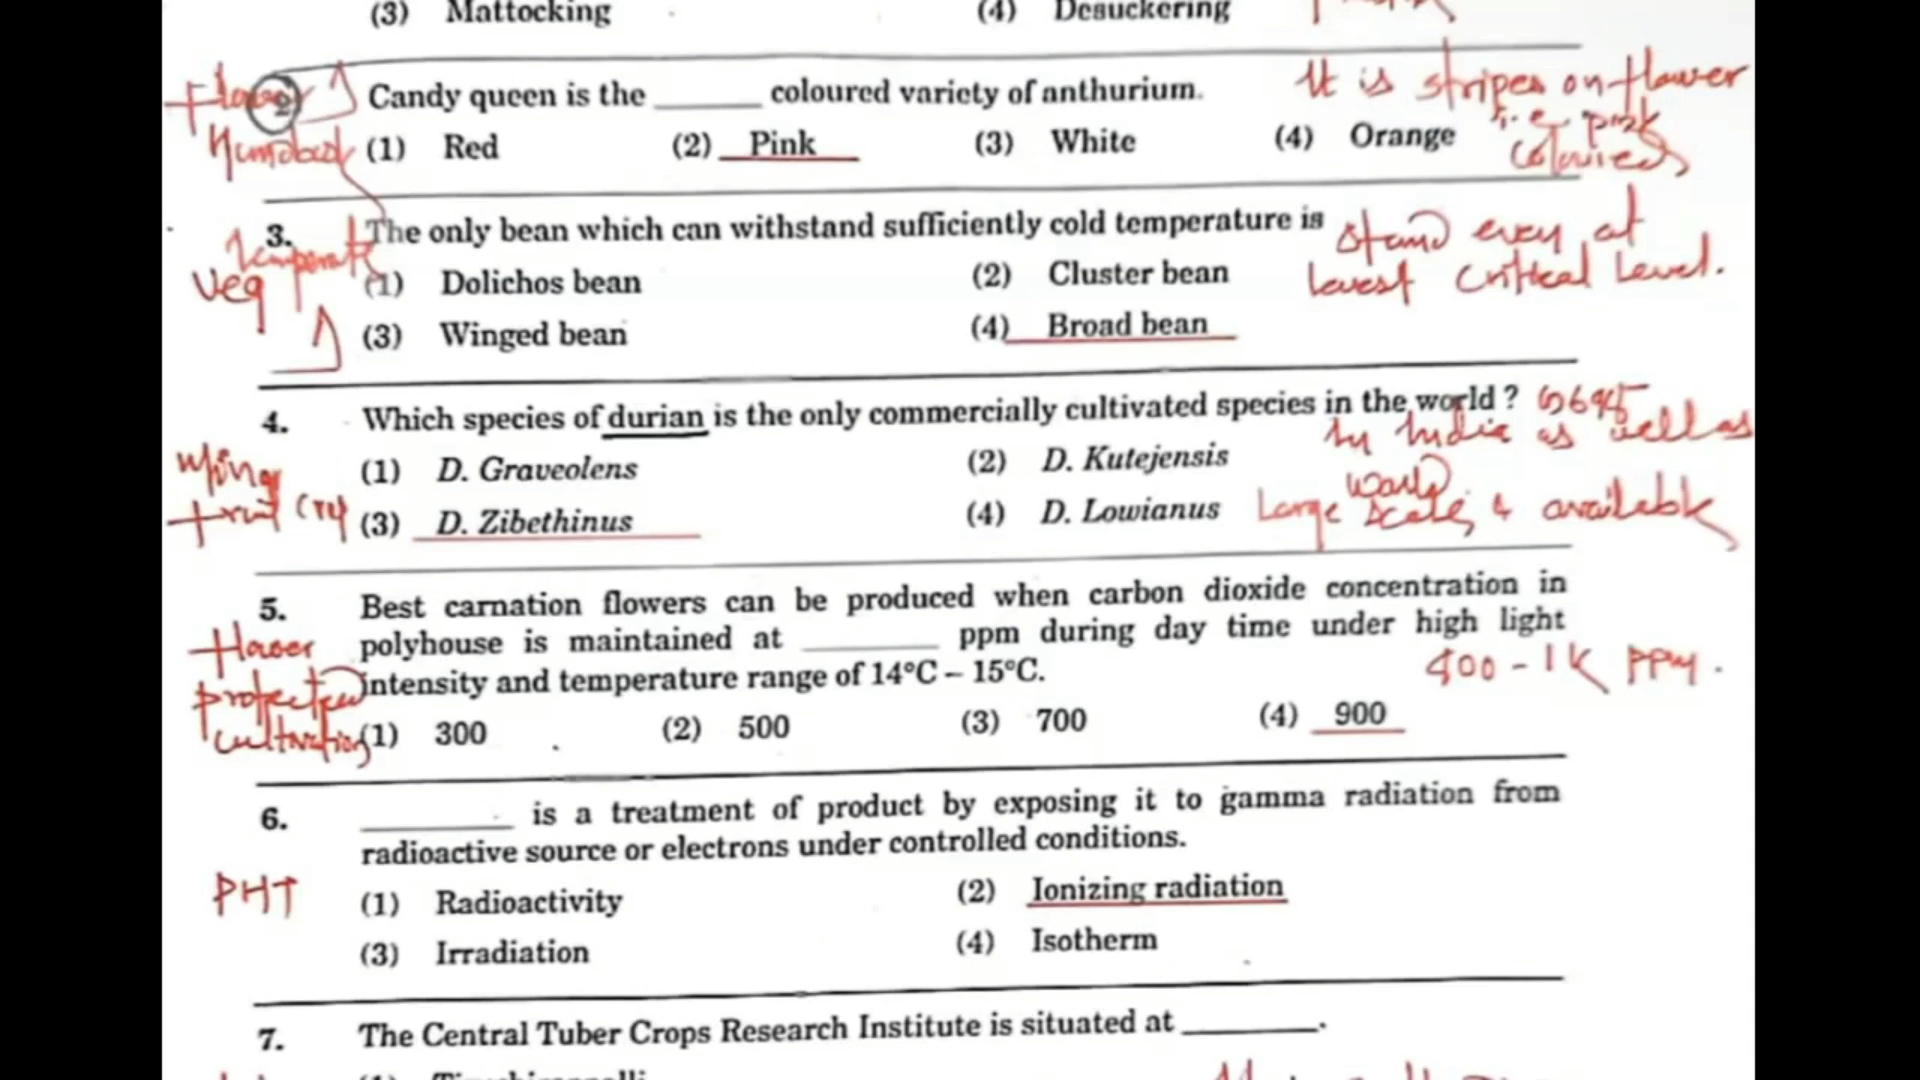 (3) Mattocking (4) Desuckering
2 Candy queen is the ______ coloured variety of anthurium.
It is stripes on flower
i.e. pink
coloured
(1) Red (2) Pink (3) White (4) Orange
3. The only bean which can withstand sufficiently cold temperature is
Temperate
Veg
stand even at
lowest critical level.
(1) Dolichos bean (2) Cluster bean
(3) Winged bean (4) Broad bean
4. Which species of durian is the only commercially cultivated species in the world ?
In India as well as
world
Large scale & available
(1) D. Graveolens (2) D. Kutejensis
Minor
fruit crop
(3) D. Zibethinus (4) D. Lowianus
5. Best carnation flowers can be produced when carbon dioxide concentration in
polyhouse is maintained at ______ ppm during day time under high light
intensity and temperature range of 14°C – 15°C.
400 - 1K PPM.
Flower
protected
cultivation
(1) 300 (2) 500 (3) 700 (4) 900
6. ______ is a treatment of product by exposing it to gamma radiation from
radioactive source or electrons under controlled conditions.
PHT
(1) Radioactivity (2) Ionizing radiation
(3) Irradiation (4) Isotherm
7. The Central Tuber Crops Research Institute is situated at ______.